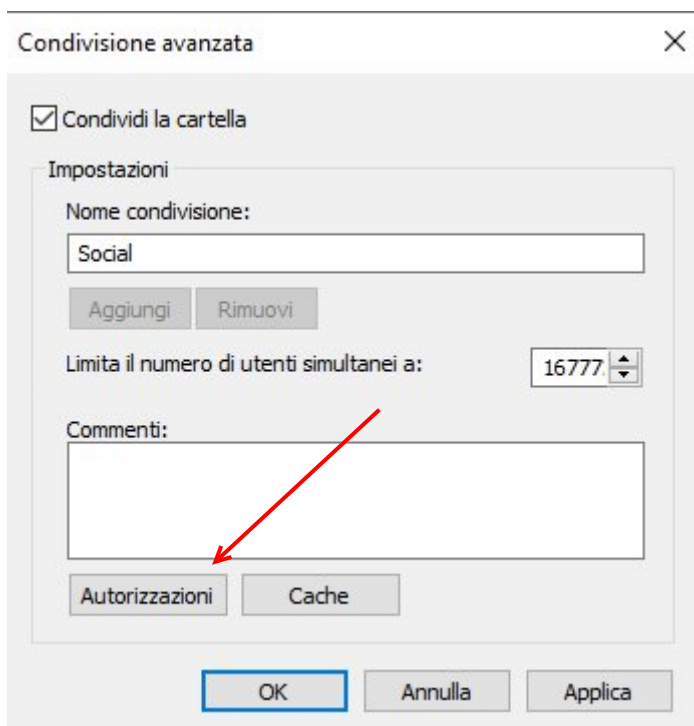 Condivisione avanzata
Condividi la cartella
Impostazioni
Nome condivisione:
Social
Aggiungi Rimuovi
Limita il numero di utenti simultanei a: 16777
Commenti:
Autorizzazioni Cache
OK Annulla Applica